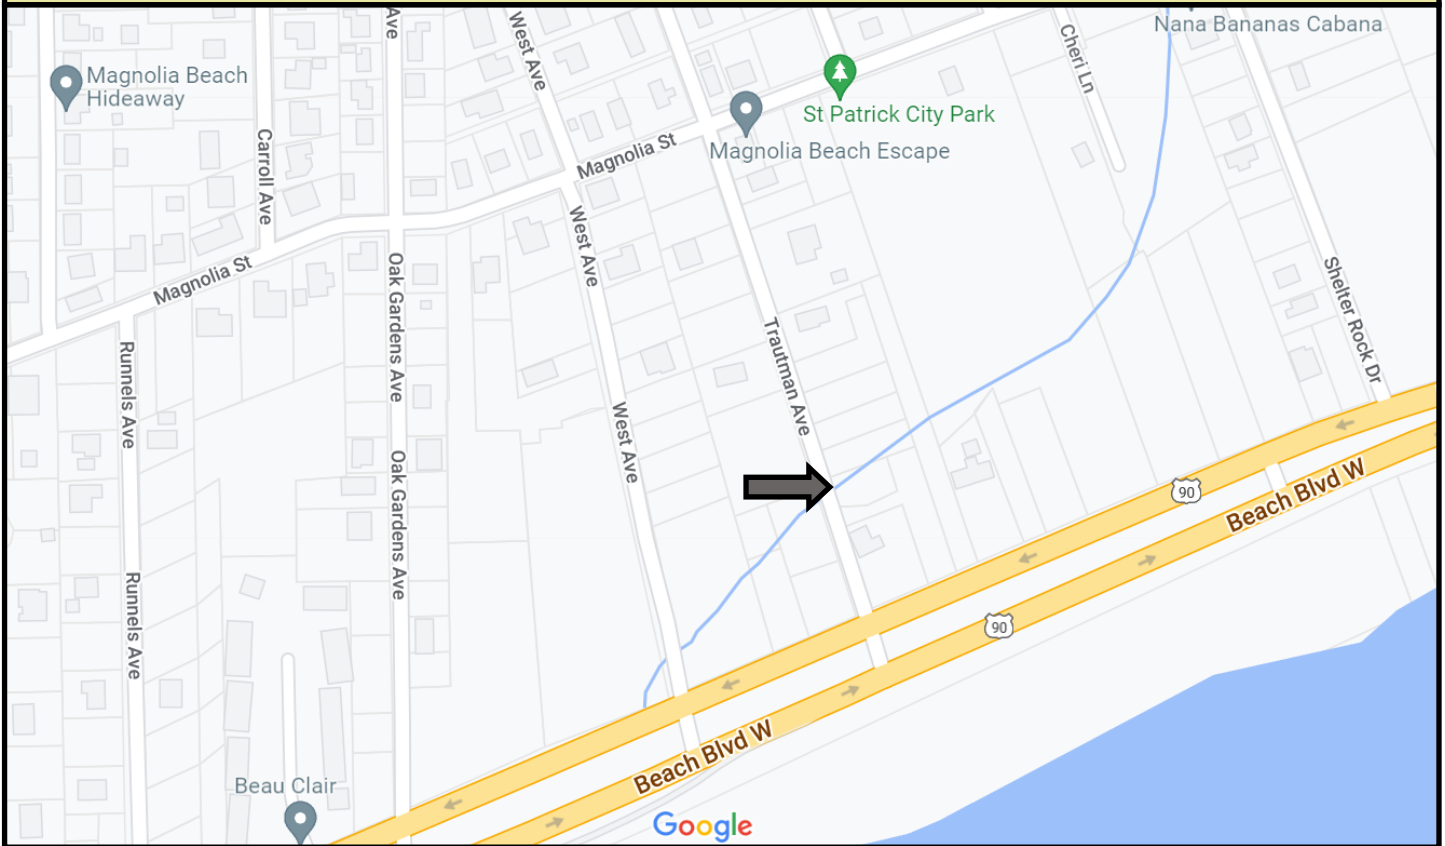 Ave
West Ave
Cheri Ln
Nana Bananas Cabana
Magnolia Beach
Hideaway
St Patrick City Park
Magnolia St
Magnolia Beach Escape
Carroll Ave
West Ave
Magnolia St
Oak Gardens Ave
Shelter Rock Dr
Runnels Ave
Trautman Ave
West Ave
Oak Gardens Ave
90
Beach Blvd W
Runnels Ave
90
Beach Blvd W
Beau Clair
Google